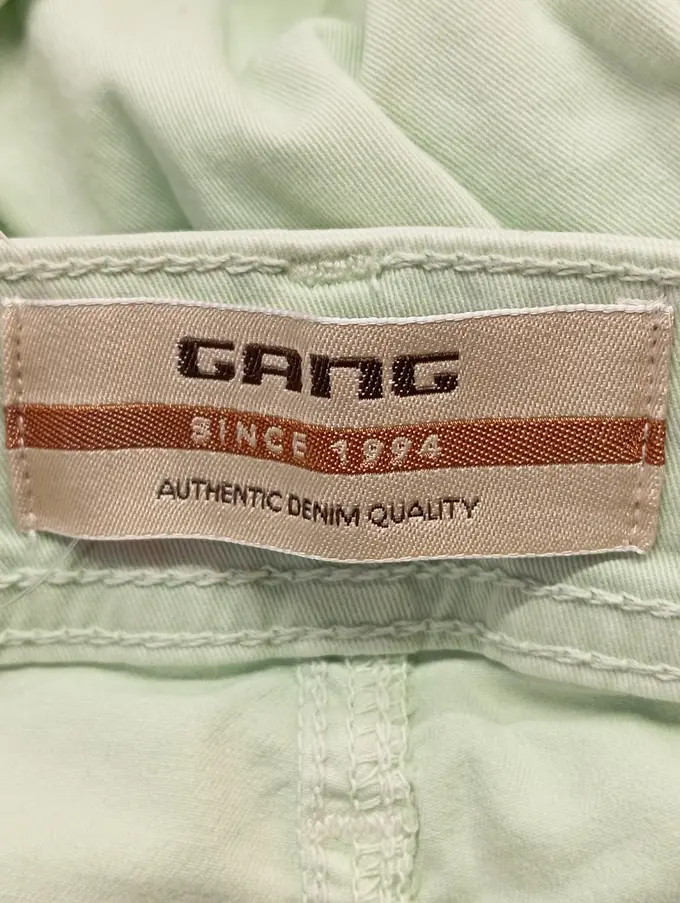 GANG
SINCE 1994
AUTHENTIC DENIM QUALITY